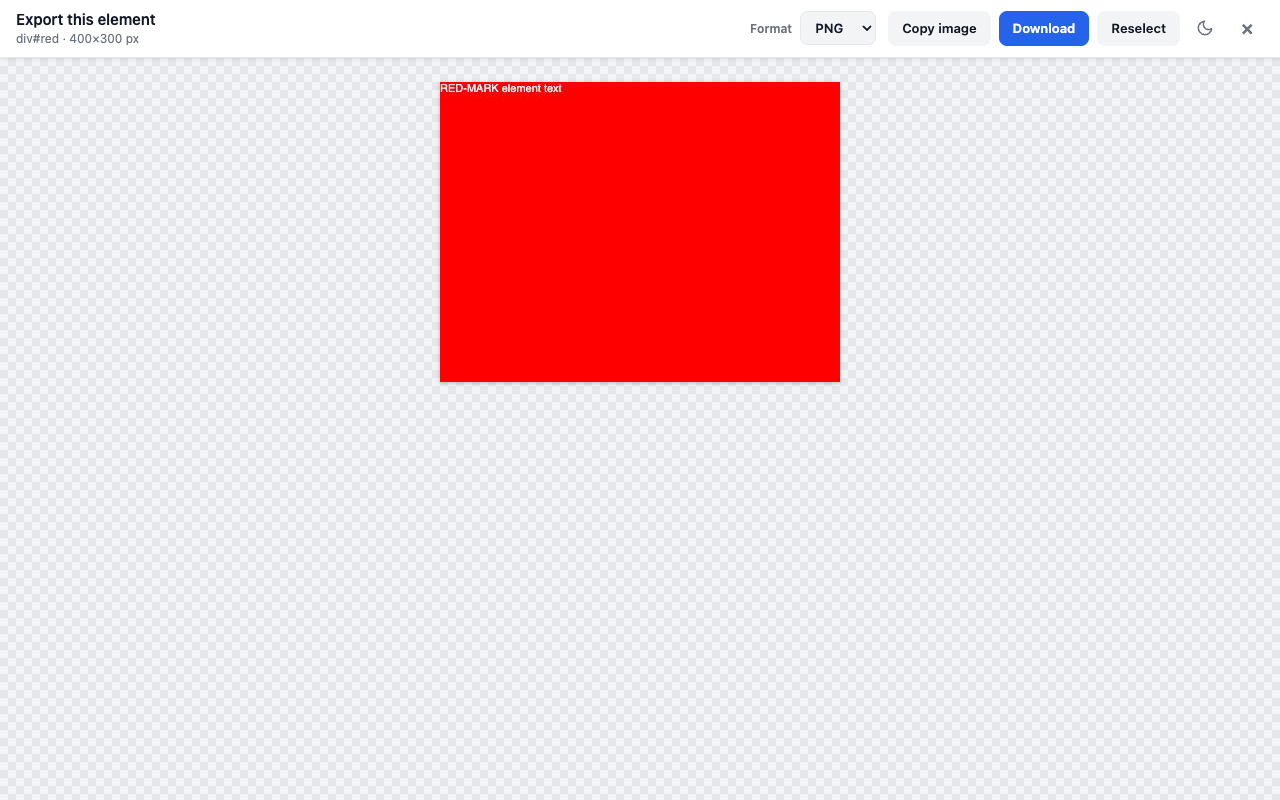 Export this element
div#red · 400×300 px
Format
PNG
Copy image
Download
Reselect
RED-MARK element text